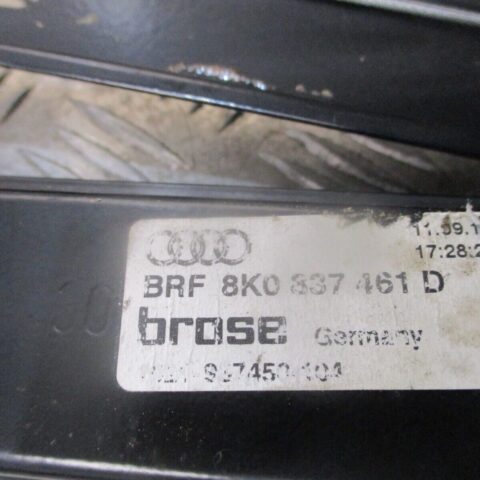 11.09.1
17:28:2
BRF 8K0 837 461 D
brose Germany